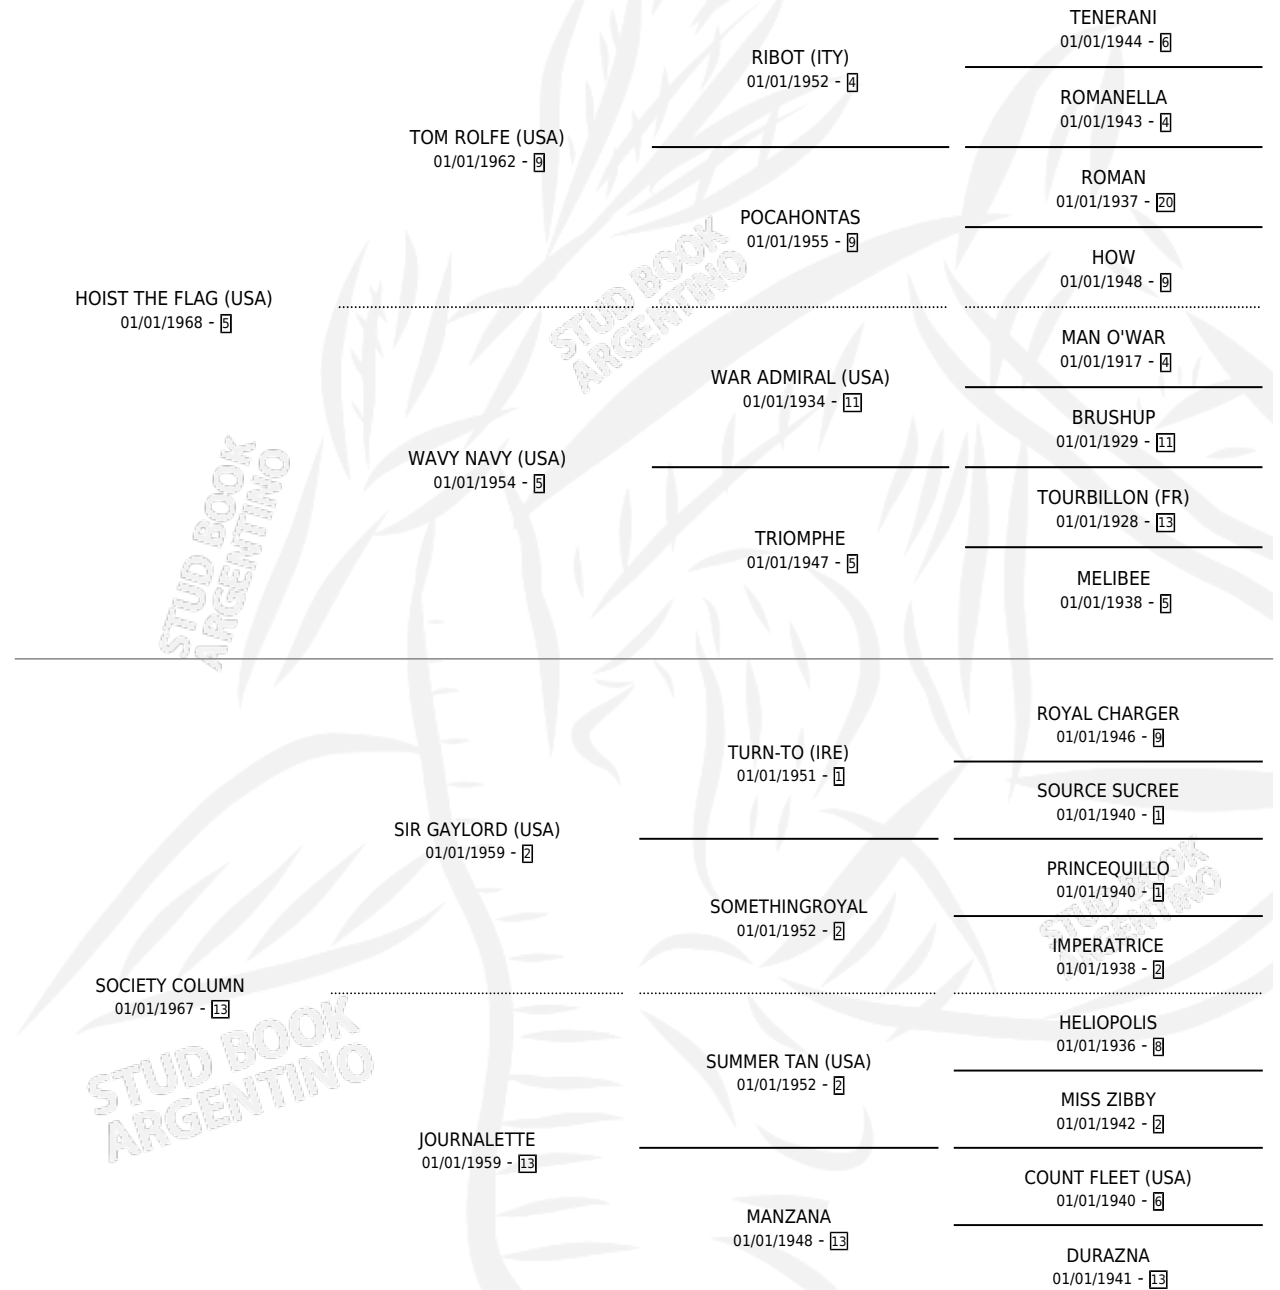 TENERANI
01/01/1944 - 6
RIBOT (ITY)
01/01/1952 - 4
ROMANELLA
01/01/1943 - 4
TOM ROLFE (USA)
01/01/1962 - 9
ROMAN
01/01/1937 - 20
POCAHONTAS
01/01/1955 - 9
HOW
01/01/1948 - 9
HOIST THE FLAG (USA)
01/01/1968 - 5
MAN O'WAR
01/01/1917 - 4
WAR ADMIRAL (USA)
01/01/1934 - 11
BRUSHUP
01/01/1929 - 11
WAVY NAVY (USA)
01/01/1954 - 5
TOURBILLON (FR)
01/01/1928 - 13
TRIOMPHE
01/01/1947 - 5
MELIBEE
01/01/1938 - 5
ROYAL CHARGER
01/01/1946 - 9
TURN-TO (IRE)
01/01/1951 - 1
SOURCE SUCREE
01/01/1940 - 1
SIR GAYLORD (USA)
01/01/1959 - 2
PRINCEQUILLO
01/01/1940 - 1
SOMETHINGROYAL
01/01/1952 - 2
IMPERATRICE
01/01/1938 - 2
SOCIETY COLUMN
01/01/1967 - 13
HELIOPOLIS
01/01/1936 - 8
SUMMER TAN (USA)
01/01/1952 - 2
MISS ZIBBY
01/01/1942 - 2
JOURNALETTE
01/01/1959 - 13
COUNT FLEET (USA)
01/01/1940 - 6
MANZANA
01/01/1948 - 13
DURAZNA
01/01/1941 - 13
STUD BOOK
ARGENTINO
STUD BOOK
ARGENTINO
STUD BOOK
ARGENTINO
STUD BOOK
ARGENTINO